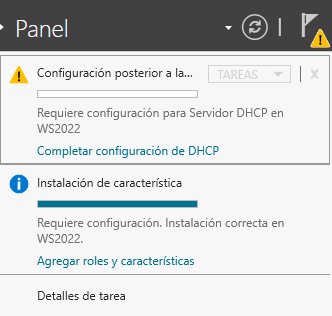 Panel
Configuración posterior a la...
TAREAS
X
Requiere configuración para Servidor DHCP en
WS2022
Completar configuración de DHCP
Instalación de característica
Requiere configuración. Instalación correcta en
WS2022.
Agregar roles y características
Detalles de tarea